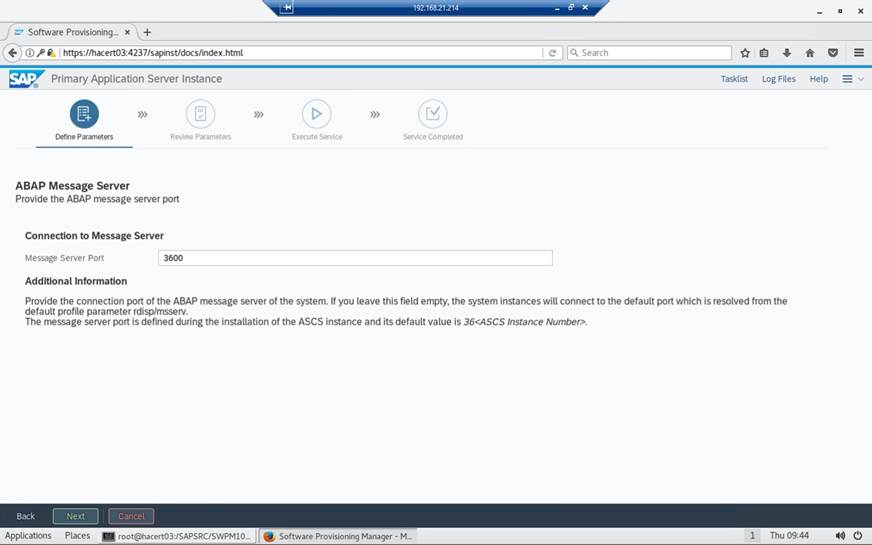 192.168.21.214
Software Provisioning...
https://hacert03:4237/sapinst/docs/index.html
Search
SAP Primary Application Server Instance
Tasklist Log Files Help
Define Parameters
Review Parameters
Execute Service
Service Completed
ABAP Message Server
Provide the ABAP message server port
Connection to Message Server
Message Server Port 3600
Additional Information
Provide the connection port of the ABAP message server of the system. If you leave this field empty, the system instances will connect to the default port which is resolved from the
default profile parameter rdisp/msserv.
The message server port is defined during the installation of the ASCS instance and its default value is 36<ASCS Instance Number>.
Back Next Cancel
Applications Places root@hacert03:/SAPSRC/SWPM10... Software Provisioning Manager - M... 1 Thu 09:44